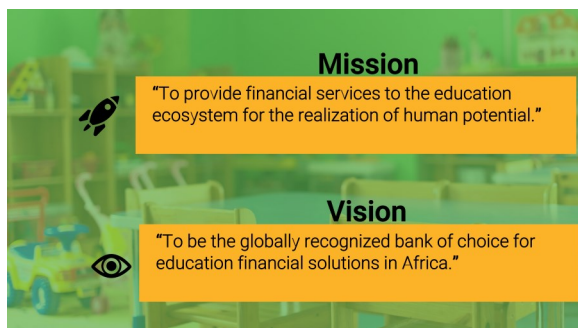 Mission
"To provide financial services to the education
ecosystem for the realization of human potential."
Vision
"To be the globally recognized bank of choice for
education financial solutions in Africa."